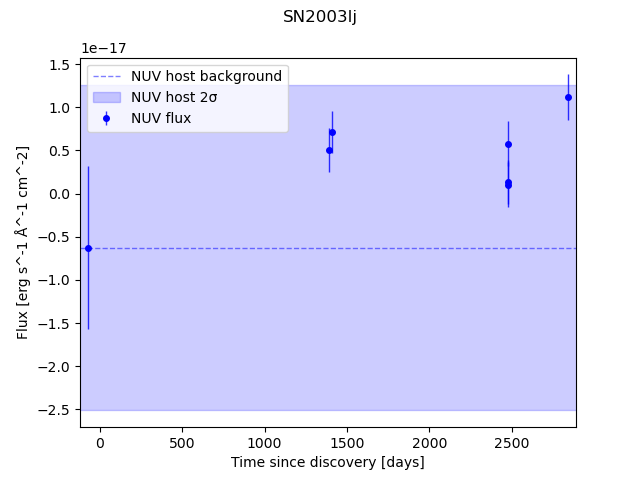 SN2003lj
1e−17
NUV host background
NUV host 2σ
NUV flux
1.5
1.0
0.5
0.0
−0.5
−1.0
−1.5
−2.0
−2.5
Flux [erg s^-1 Å^-1 cm^-2]
0
500
1000
1500
2000
2500
Time since discovery [days]